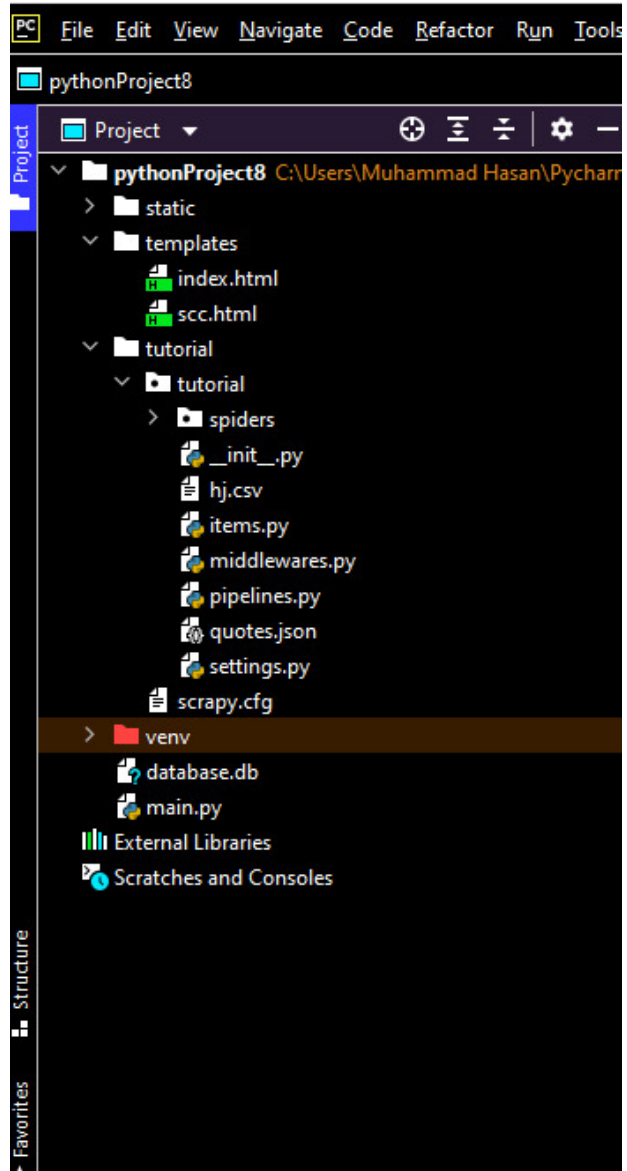 PC File Edit View Navigate Code Refactor Run Tools
pythonProject8
Project
Project
pythonProject8 C:\Users\Muhammad Hasan\Pycharm
static
templates
index.html
scc.html
tutorial
tutorial
spiders
__init__.py
hj.csv
items.py
middlewares.py
pipelines.py
quotes.json
settings.py
scrapy.cfg
venv
database.db
main.py
External Libraries
Scratches and Consoles
Structure
Favorites